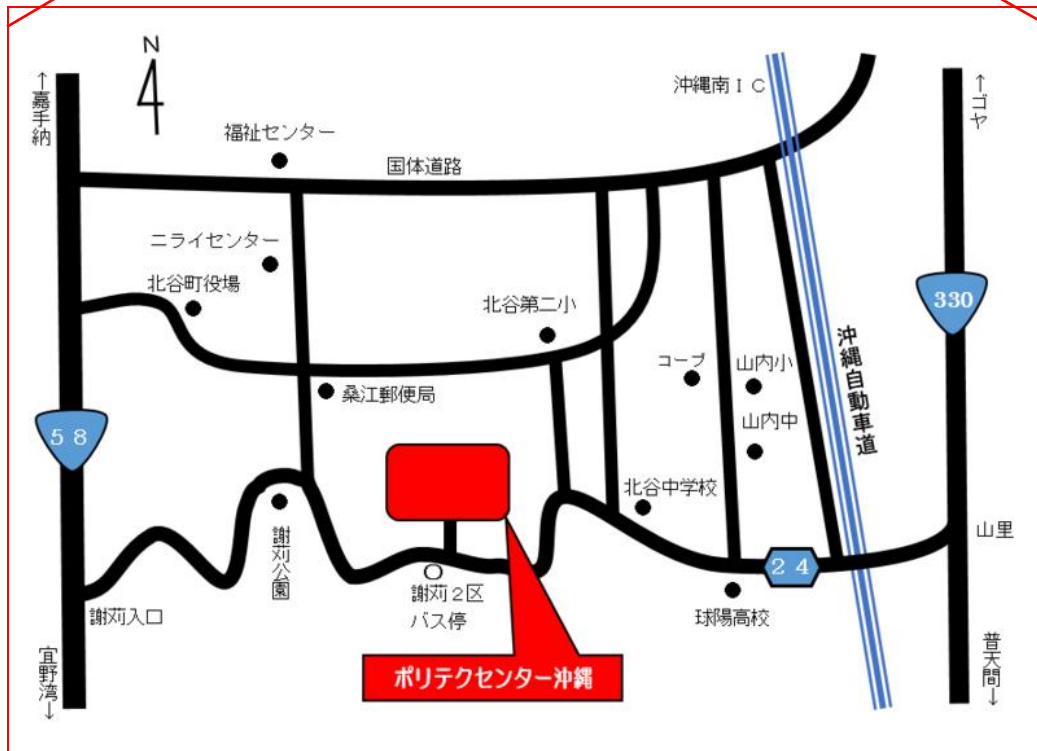 N
←嘉手納
福祉センター
国体道路
沖縄南ＩＣ
←ゴヤ
ニライセンター
北谷町役場
北谷第二小
330
コープ
山内小
沖縄自動車道
桑江郵便局
５８
山内中
北谷中学校
謝苅公園
山里
２４
謝苅２区
バス停
謝苅入口
球陽高校
宜野湾→
普天間→
ポリテクセンター沖縄